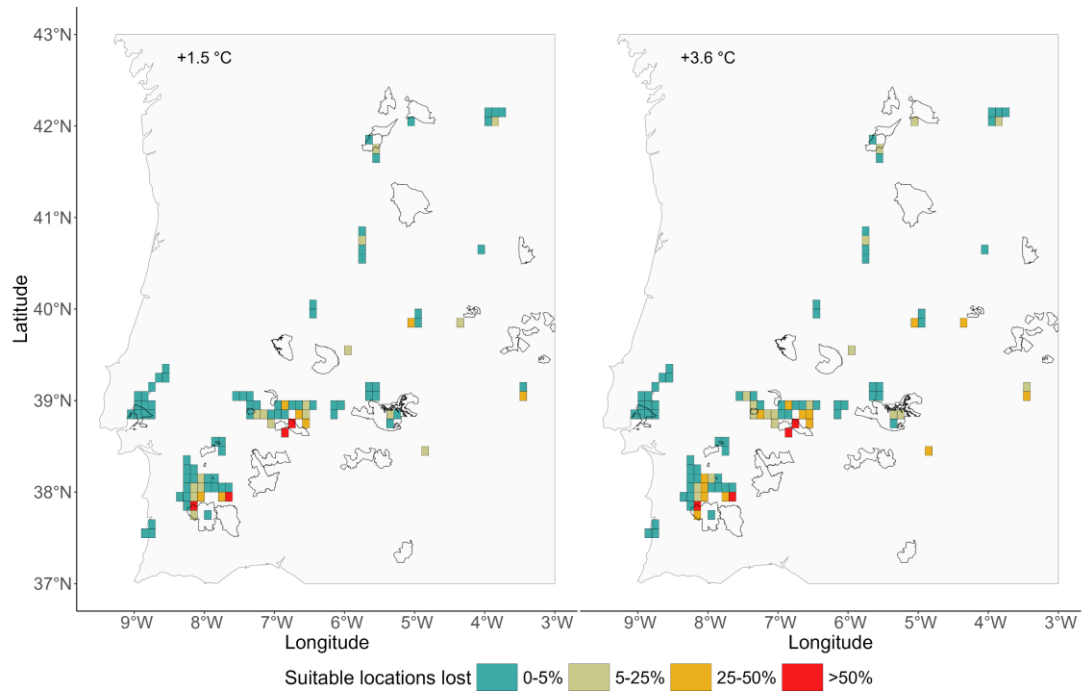 +1.5 °C
+3.6 °C
43°N
42°N
41°N
40°N
39°N
38°N
37°N
Latitude
9°W 8°W 7°W 6°W 5°W 4°W 3°W
9°W 8°W 7°W 6°W 5°W 4°W 3°W
Longitude
Longitude
Suitable locations lost 0-5% 5-25% 25-50% >50%